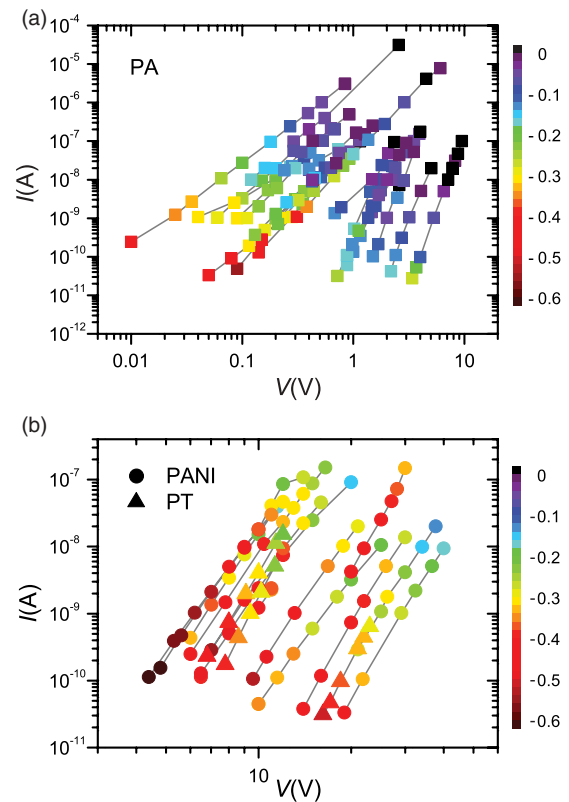 (a)
PA
10⁻⁴
10⁻⁵
10⁻⁶
10⁻⁷
10⁻⁸
10⁻⁹
10⁻¹⁰
10⁻¹¹
10⁻¹²
I(A)
0.01 0.1 1 10
V(V)
0
- 0.1
- 0.2
- 0.3
- 0.4
- 0.5
- 0.6
(b)
PANI
PT
10⁻⁷
10⁻⁸
10⁻⁹
10⁻¹⁰
10⁻¹¹
I(A)
10
V(V)
0
- 0.1
- 0.2
- 0.3
- 0.4
- 0.5
- 0.6